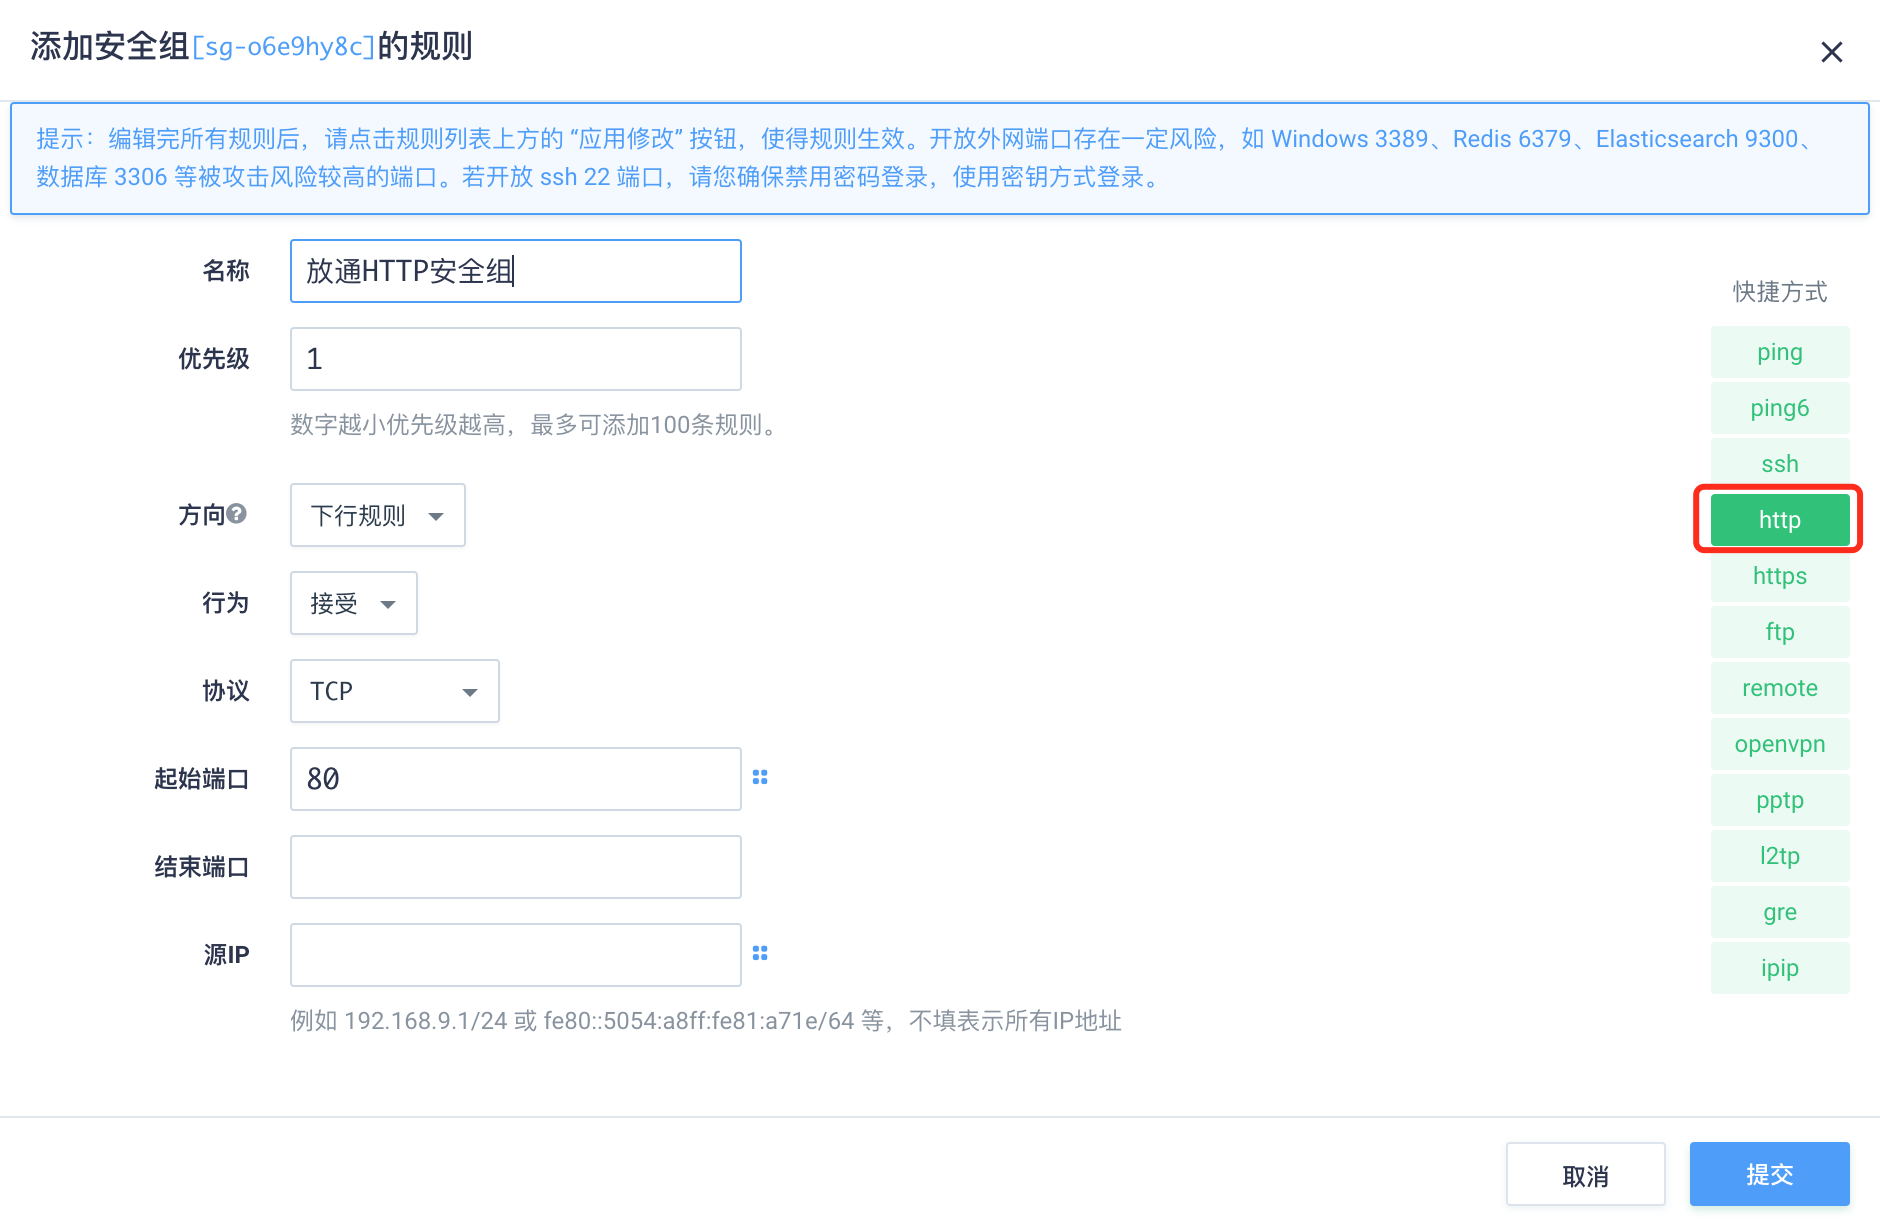 添加安全组[sg-o6e9hy8c]的规则
提示：编辑完所有规则后，请点击规则列表上方的 “应用修改” 按钮，使得规则生效。开放外网端口存在一定风险，如 Windows 3389、Redis 6379、Elasticsearch 9300、
数据库 3306 等被攻击风险较高的端口。若开放 ssh 22 端口，请您确保禁用密码登录，使用密钥方式登录。
名称
放通HTTP安全组
优先级
1
数字越小优先级越高，最多可添加100条规则。
方向
下行规则
行为
接受
协议
TCP
起始端口
80
结束端口
源IP
例如 192.168.9.1/24 或 fe80::5054:a8ff:fe81:a71e/64 等，不填表示所有IP地址
快捷方式
ping
ping6
ssh
http
https
ftp
remote
openvpn
pptp
l2tp
gre
ipip
取消
提交